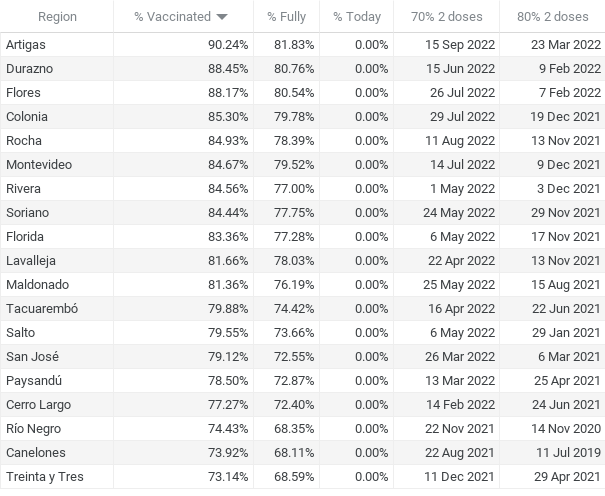 Region % Vaccinated % Fully % Today 70% 2 doses 80% 2 doses
Artigas 90.24% 81.83% 0.00% 15 Sep 2022 23 Mar 2022
Durazno 88.45% 80.76% 0.00% 15 Jun 2022 9 Feb 2022
Flores 88.17% 80.54% 0.00% 26 Jul 2022 7 Feb 2022
Colonia 85.30% 79.78% 0.00% 29 Jul 2022 19 Dec 2021
Rocha 84.93% 78.39% 0.00% 11 Aug 2022 13 Nov 2021
Montevideo 84.67% 79.52% 0.00% 14 Jul 2022 9 Dec 2021
Rivera 84.56% 77.00% 0.00% 1 May 2022 3 Dec 2021
Soriano 84.44% 77.75% 0.00% 24 May 2022 29 Nov 2021
Florida 83.36% 77.28% 0.00% 6 May 2022 17 Nov 2021
Lavalleja 81.66% 78.03% 0.00% 22 Apr 2022 13 Nov 2021
Maldonado 81.36% 76.19% 0.00% 25 May 2022 15 Aug 2021
Tacuarembó 79.88% 74.42% 0.00% 16 Apr 2022 22 Jun 2021
Salto 79.55% 73.66% 0.00% 6 May 2022 29 Jan 2021
San José 79.12% 72.55% 0.00% 26 Mar 2022 6 Mar 2021
Paysandú 78.50% 72.87% 0.00% 13 Mar 2022 25 Apr 2021
Cerro Largo 77.27% 72.40% 0.00% 14 Feb 2022 24 Jun 2021
Río Negro 74.43% 68.35% 0.00% 22 Nov 2021 14 Nov 2020
Canelones 73.92% 68.11% 0.00% 22 Aug 2021 11 Jul 2019
Treinta y Tres 73.14% 68.59% 0.00% 11 Dec 2021 29 Apr 2021